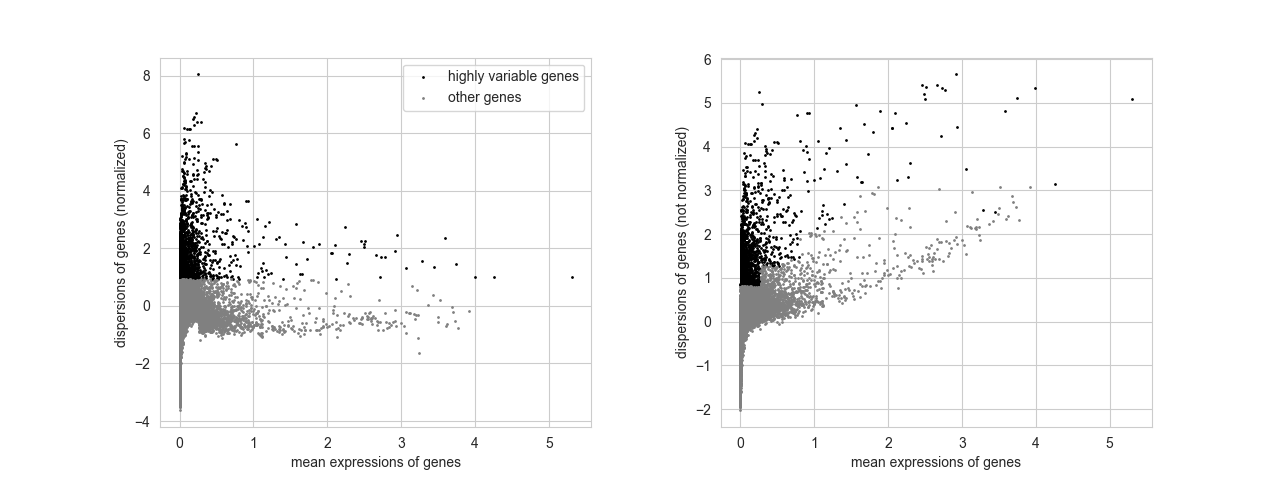 dispersions of genes (normalized)
8
6
4
2
0
−2
−4
0 1 2 3 4 5
mean expressions of genes
highly variable genes
other genes
dispersions of genes (not normalized)
6
5
4
3
2
1
0
−1
−2
0 1 2 3 4 5
mean expressions of genes